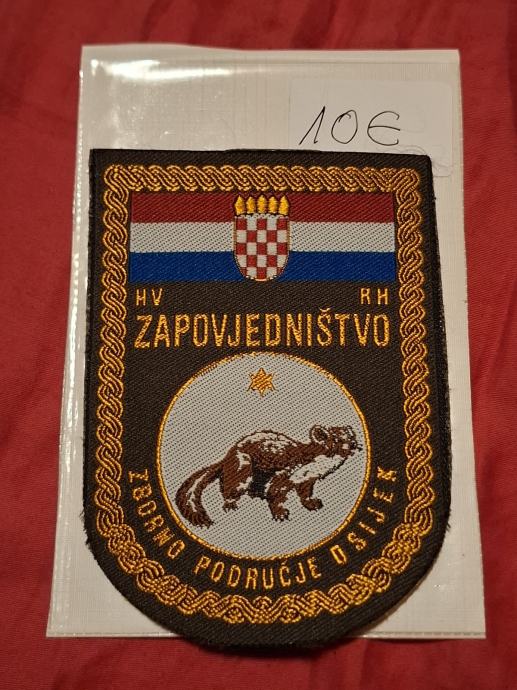 10€
HV RH
ZAPOVJEDNIŠTVO
ZBORNO PODRUČJE OSIJEK